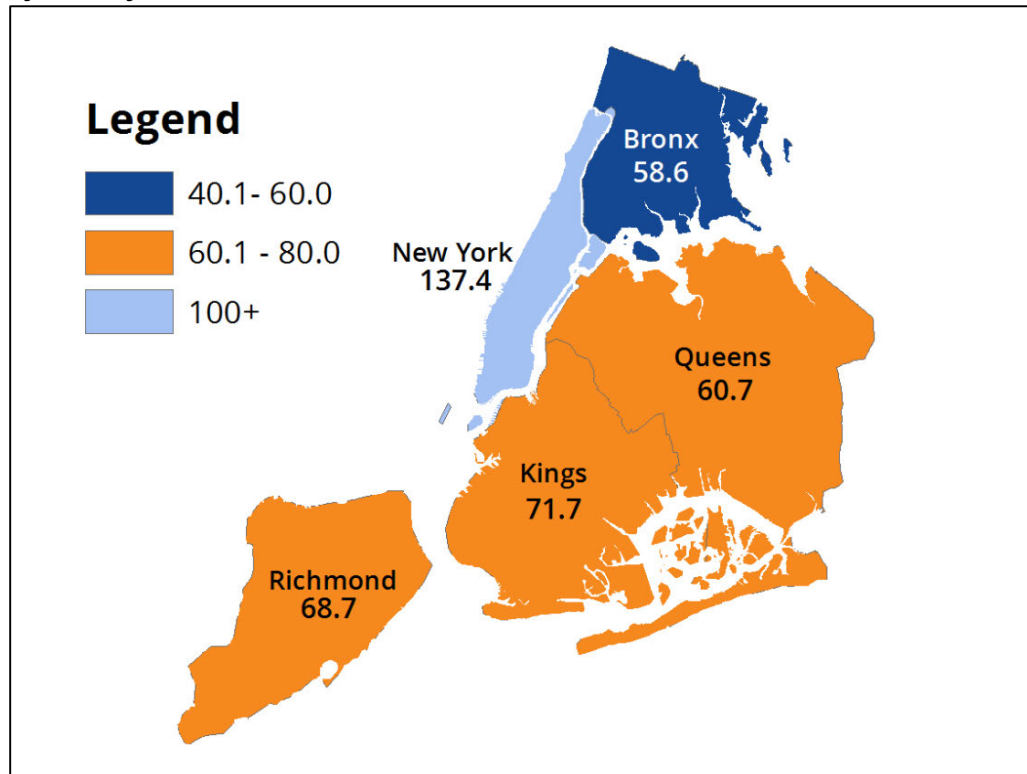 Legend
40.1- 60.0
60.1 - 80.0
100+
Bronx
58.6
New York
137.4
Queens
60.7
Kings
71.7
Richmond
68.7